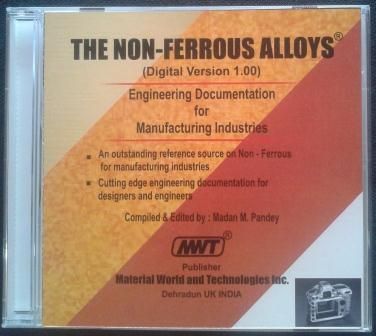 THE NON-FERROUS ALLOYS®
(Digital Version 1.00)
Engineering Documentation
for
Manufacturing Industries
An outstanding reference source on Non - Ferrous
for manufacturing industries
Cutting edge engineering documentation for
designers and engineers
Compiled & Edited by : Madan M. Pandey
MWT®
Publisher
Material World and Technologies Inc.
Dehradun UK INDIA